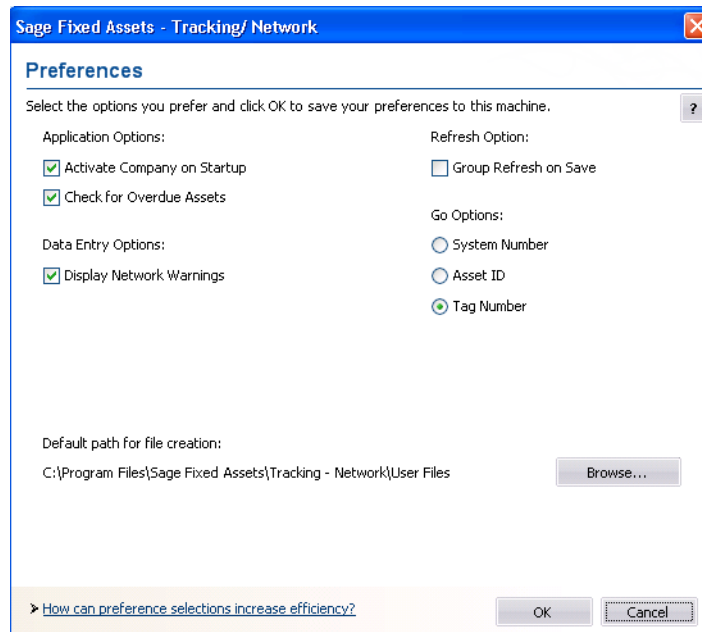 Sage Fixed Assets - Tracking/ Network
Preferences
Select the options you prefer and click OK to save your preferences to this machine.
?
Application Options:
Activate Company on Startup
Check for Overdue Assets
Data Entry Options:
Display Network Warnings
Refresh Option:
Group Refresh on Save
Go Options:
System Number
Asset ID
Tag Number
Default path for file creation:
C:\Program Files\Sage Fixed Assets\Tracking - Network\User Files
Browse...
How can preference selections increase efficiency?
OK
Cancel